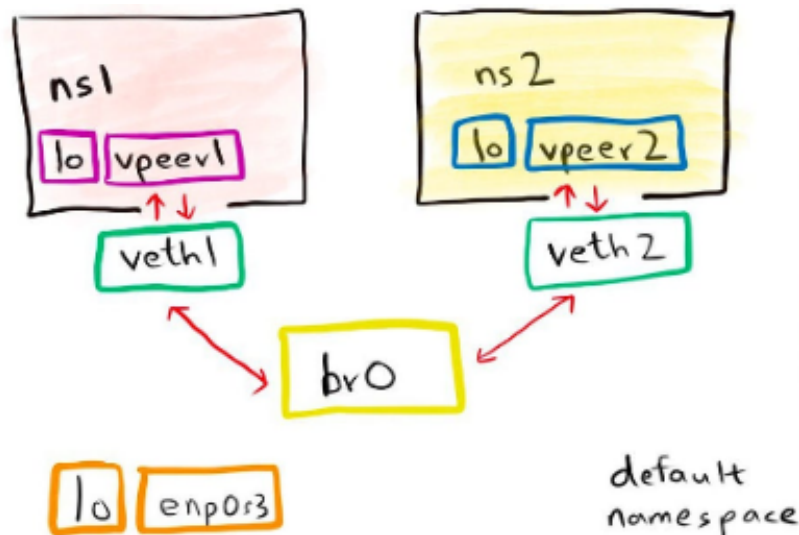 ns1
ns2
lo vpeer1
lo vpeer2
veth1
veth2
br0
lo enp0s3
default
namespace